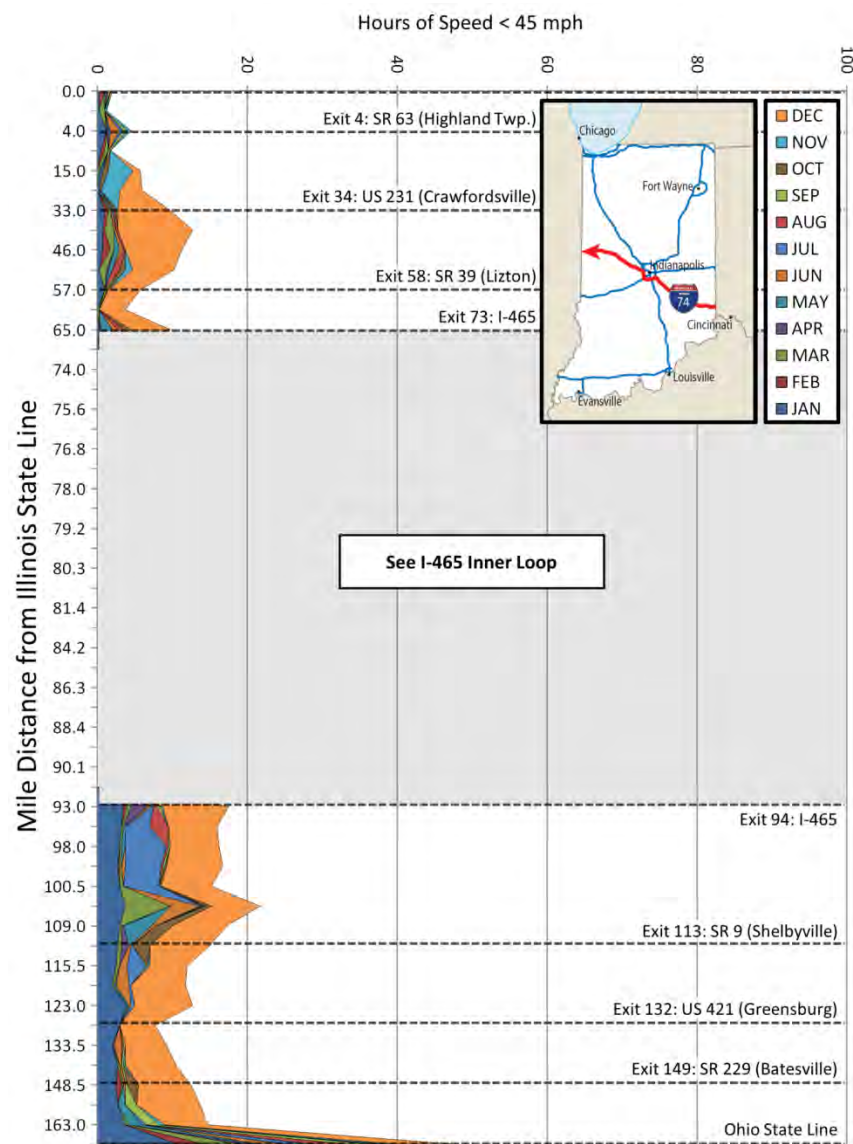 Hours of Speed < 45 mph
0
20
40
60
80
100
Mile Distance from Illinois State Line
0.0
4.0
15.0
33.0
46.0
57.0
65.0
74.0
75.6
76.8
78.0
79.2
80.3
81.4
84.2
86.3
88.4
90.1
93.0
98.0
100.5
109.0
115.5
123.0
133.5
148.5
163.0
Exit 4: SR 63 (Highland Twp.)
Exit 34: US 231 (Crawfordsville)
Exit 58: SR 39 (Lizton)
Exit 73: I-465
See I-465 Inner Loop
Exit 94: I-465
Exit 113: SR 9 (Shelbyville)
Exit 132: US 421 (Greensburg)
Exit 149: SR 229 (Batesville)
Ohio State Line
Chicago
Fort Wayne
Indianapolis
74
Cincinnati
Louisville
Evansville
DEC
NOV
OCT
SEP
AUG
JUL
JUN
MAY
APR
MAR
FEB
JAN